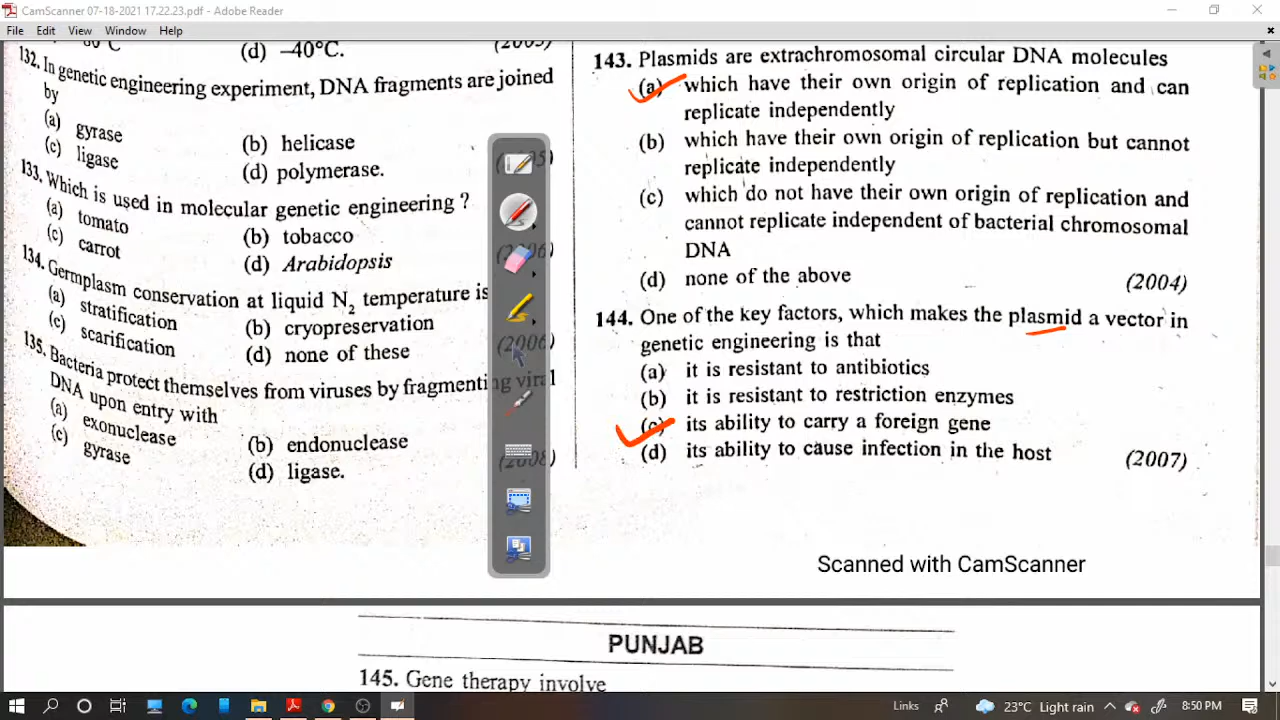 CamScanner 07-18-2021 17.22.23.pdf - Adobe Reader
File Edit View Window Help
(d) –40°C.
132. In genetic engineering experiment, DNA fragments are joined
by
(a) gyrase
(b) helicase
(c) ligase
(d) polymerase.
133. Which is used in molecular genetic engineering ?
(a) tomato
(b) tobacco
(c) carrot
(d) Arabidopsis
134. Germplasm conservation at liquid N2 temperature is
(a) stratification
(b) cryopreservation
(c) scarification
(d) none of these
(2006)
135. Bacteria protect themselves from viruses by fragmenting viral
DNA upon entry with
(a) exonuclease
(b) endonuclease
(c) gyrase
(d) ligase.
(2008)
143. Plasmids are extrachromosomal circular DNA molecules
(a) which have their own origin of replication and can
replicate independently
(b) which have their own origin of replication but cannot
replicate independently
(c) which do not have their own origin of replication and
cannot replicate independent of bacterial chromosomal
DNA
(d) none of the above
(2004)
144. One of the key factors, which makes the plasmid a vector in
genetic engineering is that
(a) it is resistant to antibiotics
(b) it is resistant to restriction enzymes
(c) its ability to carry a foreign gene
(d) its ability to cause infection in the host
(2007)
Scanned with CamScanner
PUNJAB
145. Gene therapy involve
Links
23°C Light rain
8:50 PM